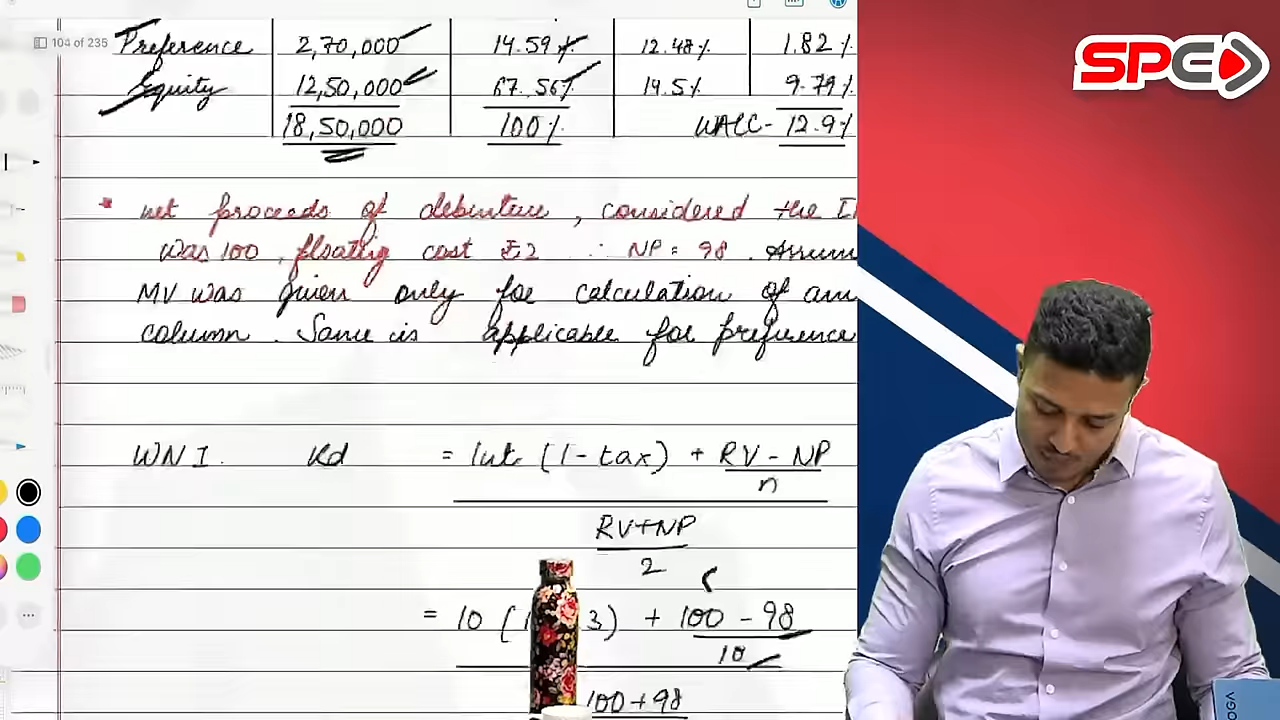 104 of 235
SPC
Preference 2,70,000 14.59% 12.48% 1.82%
Equity 12,50,000 67.56% 14.5% 9.79%
18,50,000 100% WACC - 12.9%
* net proceeds of debenture, considered the
was 100, floating cost ₹2 ∴ NP = 98. Assum
MV was given only for calculation of am
column. Same is applicable for preference
WN I. Kd = Int (1-tax) + RV - NP
n
RV+NP
2
= 10 ( 3) + 100 - 98
10
100+98